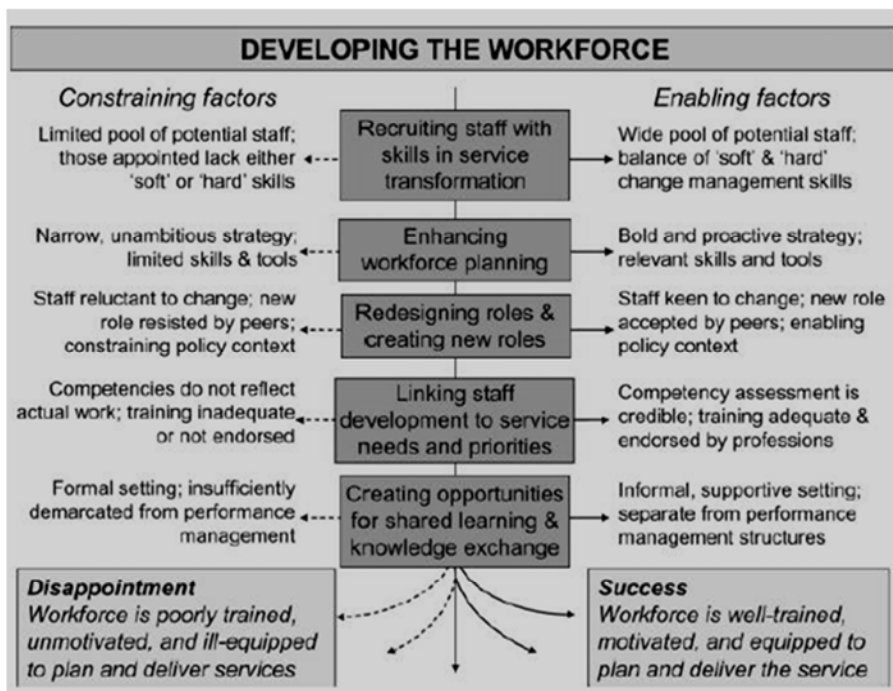 DEVELOPING THE WORKFORCE
Constraining factors
Enabling factors
Limited pool of potential staff;
those appointed lack either
'soft' or 'hard' skills
Recruiting staff with
skills in service
transformation
Wide pool of potential staff;
balance of 'soft' & 'hard'
change management skills
Narrow, unambitious strategy;
limited skills & tools
Enhancing
workforce planning
Bold and proactive strategy;
relevant skills and tools
Staff reluctant to change; new
role resisted by peers;
constraining policy context
Redesigning roles &
creating new roles
Staff keen to change; new role
accepted by peers; enabling
policy context
Competencies do not reflect
actual work; training inadequate
or not endorsed
Linking staff
development to service
needs and priorities
Competency assessment is
credible; training adequate &
endorsed by professions
Formal setting; insufficiently
demarcated from performance
management
Creating opportunities
for shared learning &
knowledge exchange
Informal, supportive setting;
separate from performance
management structures
Disappointment
Workforce is poorly trained,
unmotivated, and ill-equipped
to plan and deliver services
Success
Workforce is well-trained,
motivated, and equipped to
plan and deliver the service